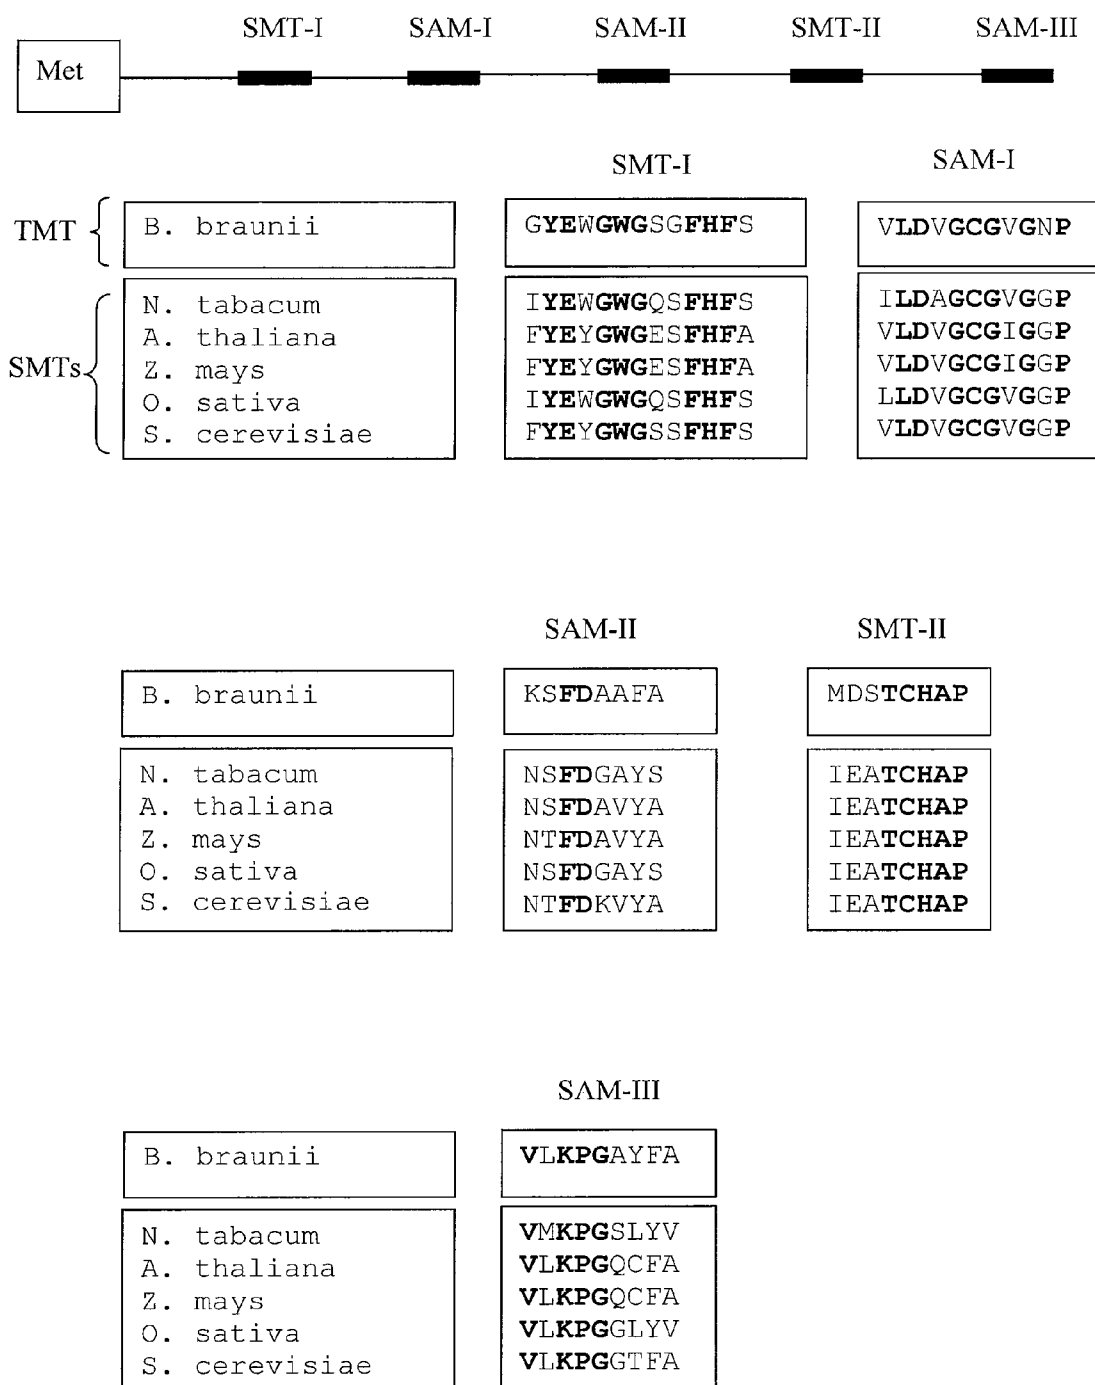 SMT-I SAM-I SAM-II SMT-II SAM-III
Met
SMT-I SAM-I
TMT B. braunii GYEWGWGSGFHFS VLDVGCGVGNP
SMTs
N. tabacum IYEWGWGQSFHFS ILDAGCGVGGP
A. thaliana FYEYGWGESFHFA VLDVGCGIGGP
Z. mays FYEYGWGESFHFA VLDVGCGIGGP
O. sativa IYEWGWGQSFHFS LLDVGCGVGGP
S. cerevisiae FYEYGWGSSFHFS VLDVGCGVGGP
SAM-II SMT-II
B. braunii KSFDAAFA MDSTCHAP
N. tabacum NSFDGAYS IEATCHAP
A. thaliana NSFDAVYA IEATCHAP
Z. mays NTFDAVYA IEATCHAP
O. sativa NSFDGAYS IEATCHAP
S. cerevisiae NTFDKVYA IEATCHAP
SAM-III
B. braunii VLKPGAYFA
N. tabacum VMKPGSLYV
A. thaliana VLKPGQCFA
Z. mays VLKPGQCFA
O. sativa VLKPGGLYV
S. cerevisiae VLKPGGTFA